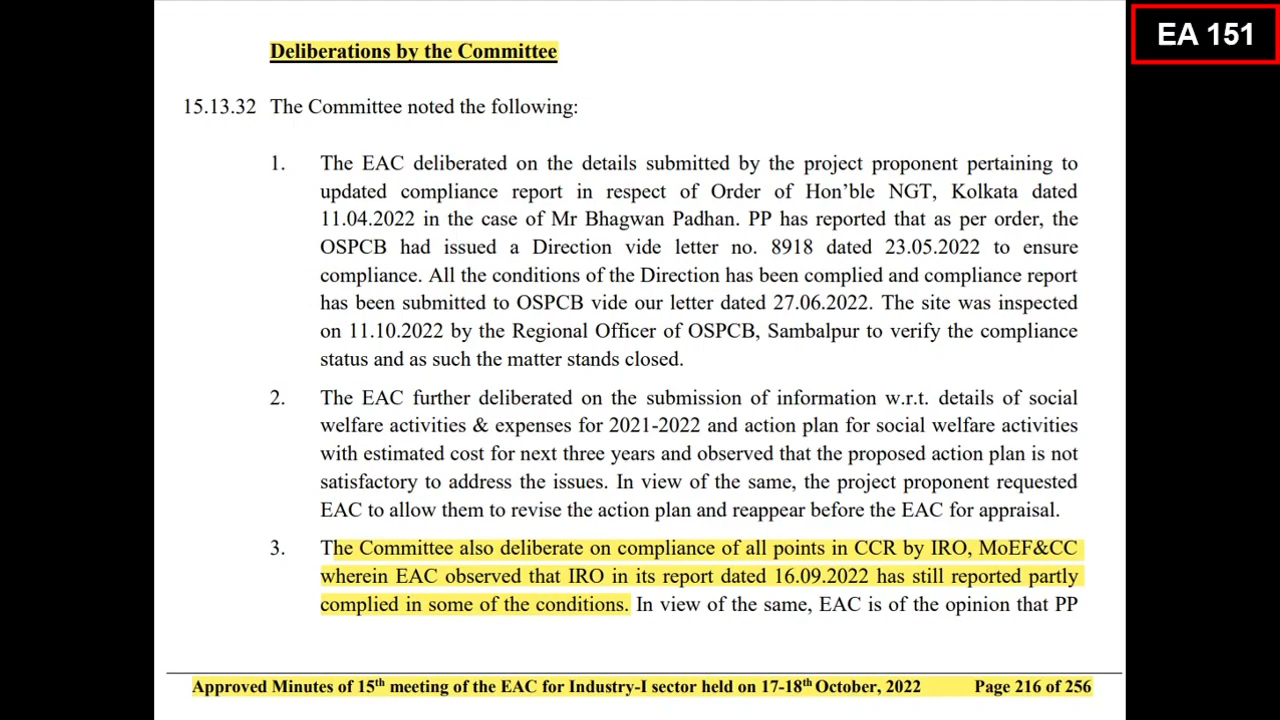 EA 151
Deliberations by the Committee
15.13.32 The Committee noted the following:
1. The EAC deliberated on the details submitted by the project proponent pertaining to
updated compliance report in respect of Order of Hon’ble NGT, Kolkata dated
11.04.2022 in the case of Mr Bhagwan Padhan. PP has reported that as per order, the
OSPCB had issued a Direction vide letter no. 8918 dated 23.05.2022 to ensure
compliance. All the conditions of the Direction has been complied and compliance report
has been submitted to OSPCB vide our letter dated 27.06.2022. The site was inspected
on 11.10.2022 by the Regional Officer of OSPCB, Sambalpur to verify the compliance
status and as such the matter stands closed.
2. The EAC further deliberated on the submission of information w.r.t. details of social
welfare activities & expenses for 2021-2022 and action plan for social welfare activities
with estimated cost for next three years and observed that the proposed action plan is not
satisfactory to address the issues. In view of the same, the project proponent requested
EAC to allow them to revise the action plan and reappear before the EAC for appraisal.
3. The Committee also deliberate on compliance of all points in CCR by IRO, MoEF&CC
wherein EAC observed that IRO in its report dated 16.09.2022 has still reported partly
complied in some of the conditions. In view of the same, EAC is of the opinion that PP
Approved Minutes of 15th meeting of the EAC for Industry-I sector held on 17-18th October, 2022 Page 216 of 256